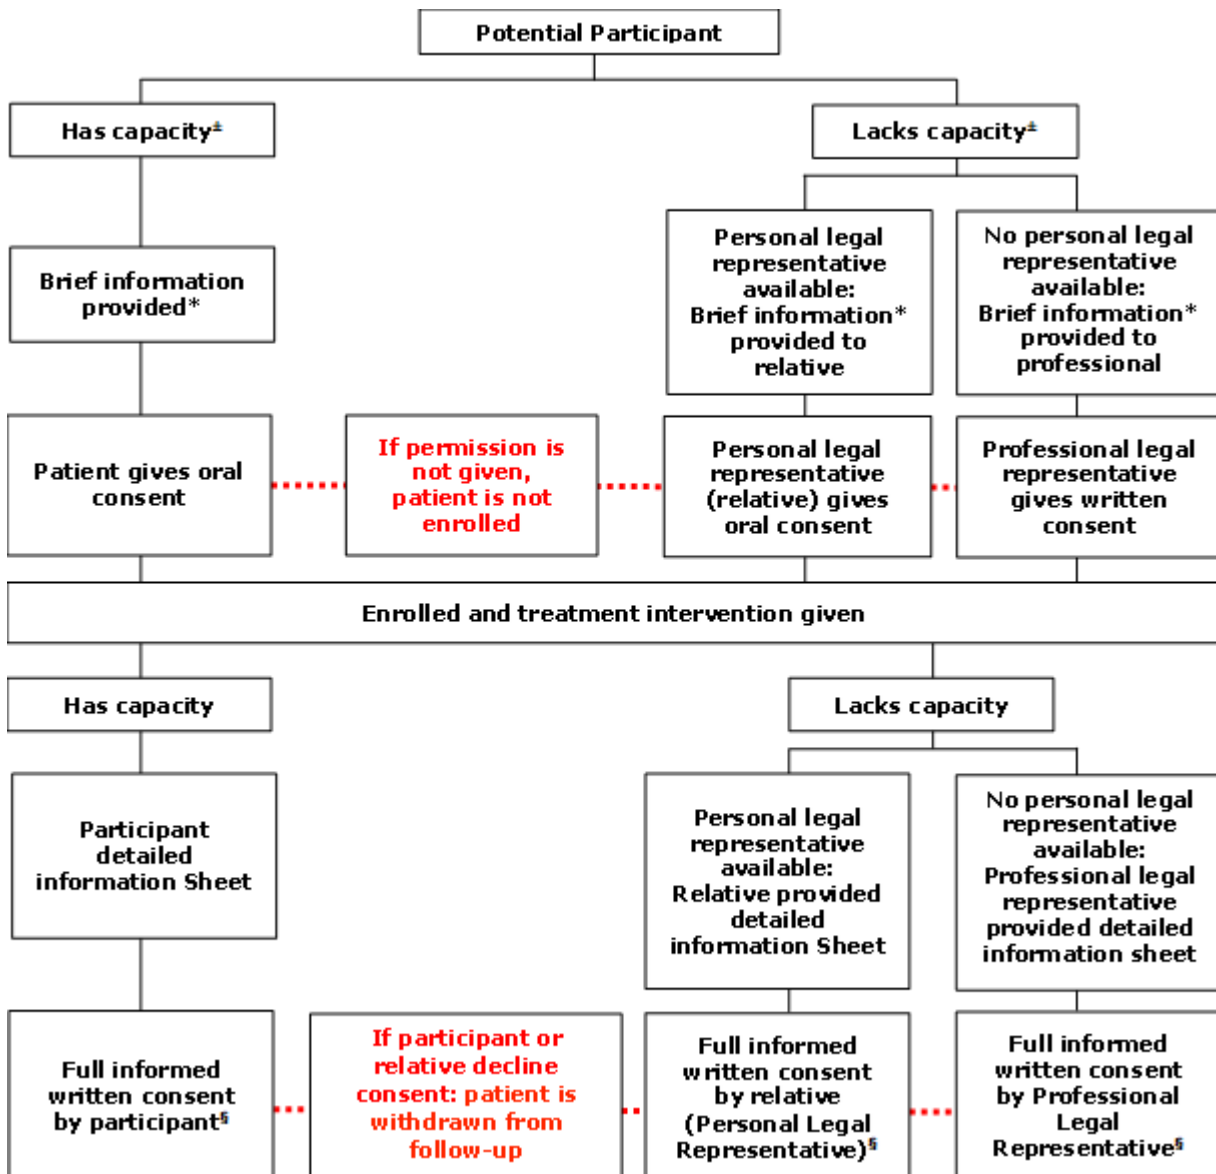 Potential Participant
Has capacity±
Lacks capacity±
Brief information
provided*
Personal legal
representative
available:
Brief information*
provided to
relative
No personal legal
representative
available:
Brief information*
provided to
professional
Patient gives oral
consent
If permission is
not given,
patient is not
enrolled
Personal legal
representative
(relative) gives
oral consent
Professional legal
representative
gives written
consent
Enrolled and treatment intervention given
Has capacity
Lacks capacity
Participant
detailed
information Sheet
Personal legal
representative
available:
Relative provided
detailed
information Sheet
No personal legal
representative
available:
Professional legal
representative
provided detailed
information sheet
Full informed
written consent
by participant§
If participant or
relative decline
consent: patient is
withdrawn from
follow-up
Full informed
written consent
by relative
(Personal Legal
Representative)§
Full informed
written consent
by Professional
Legal
Representative§